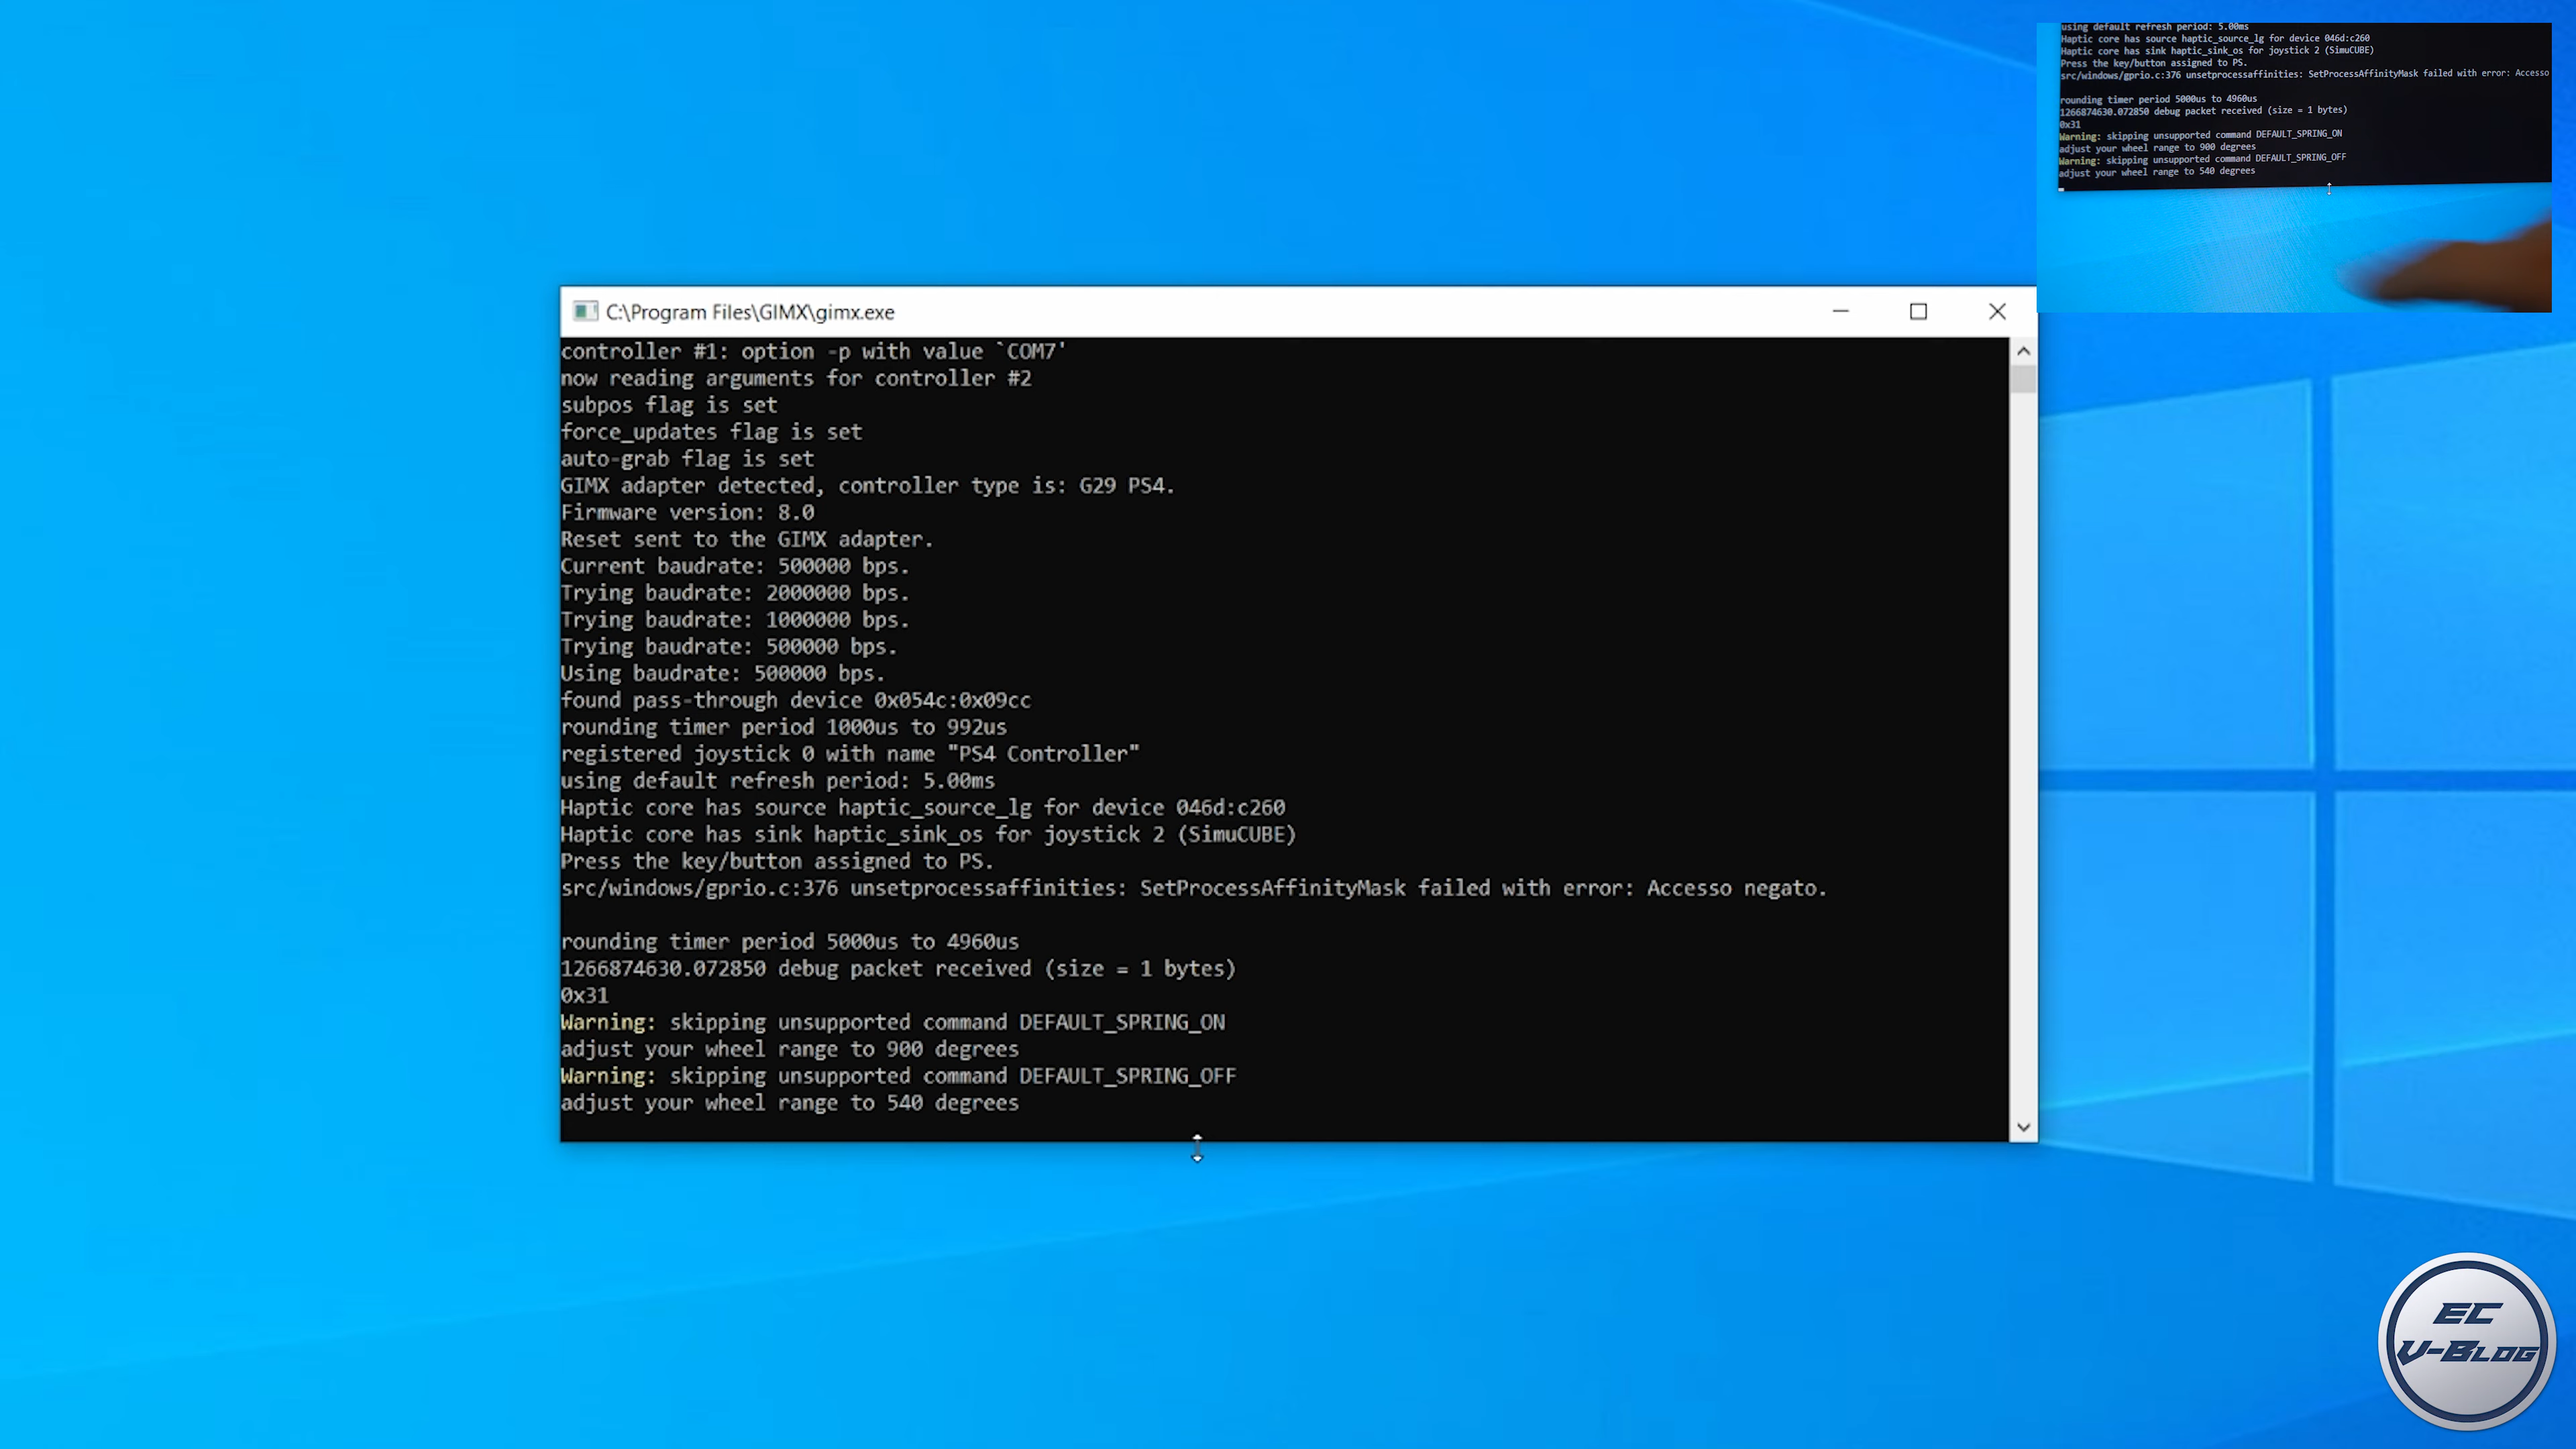 using default refresh period: 5.00ms
Haptic core has source haptic_source_lg for device 046d:c260
Haptic core has sink haptic_sink_os for joystick 2 (SimuCUBE)
Press the key/button assigned to PS.
src/windows/gprio.c:376 unsetprocessaffinities: SetProcessAffinityMask failed with error: Accesso
rounding timer period 5000us to 4960us
1266874630.072850 debug packet received (size = 1 bytes)
0x31
Warning: skipping unsupported command DEFAULT_SPRING_ON
adjust your wheel range to 900 degrees
Warning: skipping unsupported command DEFAULT_SPRING_OFF
adjust your wheel range to 540 degrees
C:\Program Files\GIMX\gimx.exe
controller #1: option -p with value `COM7'
now reading arguments for controller #2
subpos flag is set
force_updates flag is set
auto-grab flag is set
GIMX adapter detected, controller type is: G29 PS4.
Firmware version: 8.0
Reset sent to the GIMX adapter.
Current baudrate: 500000 bps.
Trying baudrate: 2000000 bps.
Trying baudrate: 1000000 bps.
Trying baudrate: 500000 bps.
Using baudrate: 500000 bps.
found pass-through device 0x054c:0x09cc
rounding timer period 1000us to 992us
registered joystick 0 with name "PS4 Controller"
using default refresh period: 5.00ms
Haptic core has source haptic_source_lg for device 046d:c260
Haptic core has sink haptic_sink_os for joystick 2 (SimuCUBE)
Press the key/button assigned to PS.
src/windows/gprio.c:376 unsetprocessaffinities: SetProcessAffinityMask failed with error: Accesso negato.
rounding timer period 5000us to 4960us
1266874630.072850 debug packet received (size = 1 bytes)
0x31
Warning: skipping unsupported command DEFAULT_SPRING_ON
adjust your wheel range to 900 degrees
Warning: skipping unsupported command DEFAULT_SPRING_OFF
adjust your wheel range to 540 degrees
EC
V-BLOG